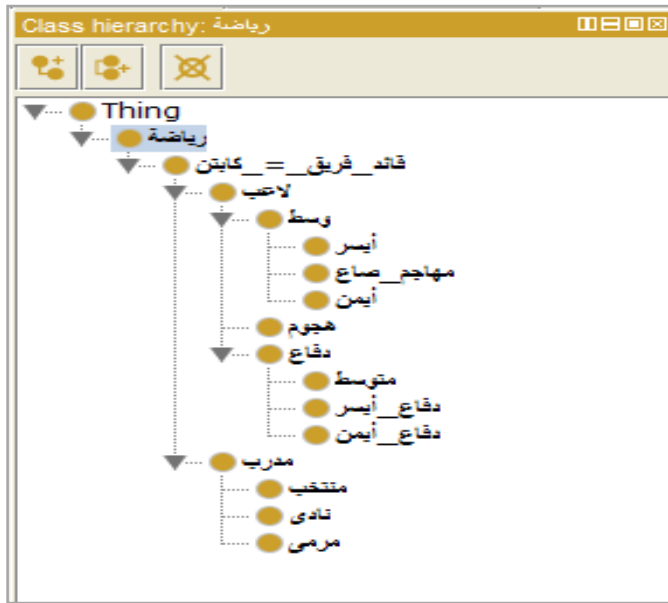 Class hierarchy: رياضة
Thing
رياضة
قائد_فريق_=_كابتن
لاعب
وسط
أيسر
مهاجم_صاع
أيمن
هجوم
دفاع
متوسط
دفاع_أيسر
دفاع_أيمن
مدرب
منتخب
نادى
مرمى